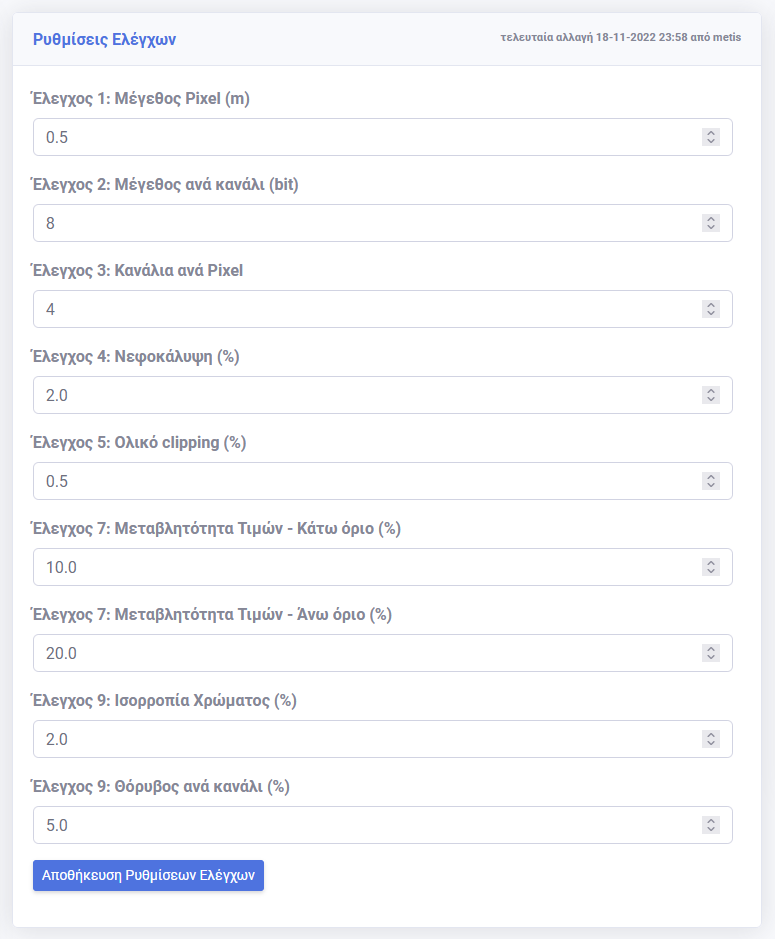 Ρυθμίσεις Ελέγχων
τελευταία αλλαγή 18-11-2022 23:58 από metis
Έλεγχος 1: Μέγεθος Pixel (m)
0.5
Έλεγχος 2: Μέγεθος ανά κανάλι (bit)
8
Έλεγχος 3: Κανάλια ανά Pixel
4
Έλεγχος 4: Νεφοκάλυψη (%)
2.0
Έλεγχος 5: Ολικό clipping (%)
0.5
Έλεγχος 7: Μεταβλητότητα Τιμών - Κάτω όριο (%)
10.0
Έλεγχος 7: Μεταβλητότητα Τιμών - Άνω όριο (%)
20.0
Έλεγχος 9: Ισορροπία Χρώματος (%)
2.0
Έλεγχος 9: Θόρυβος ανά κανάλι (%)
5.0
Αποθήκευση Ρυθμίσεων Ελέγχων